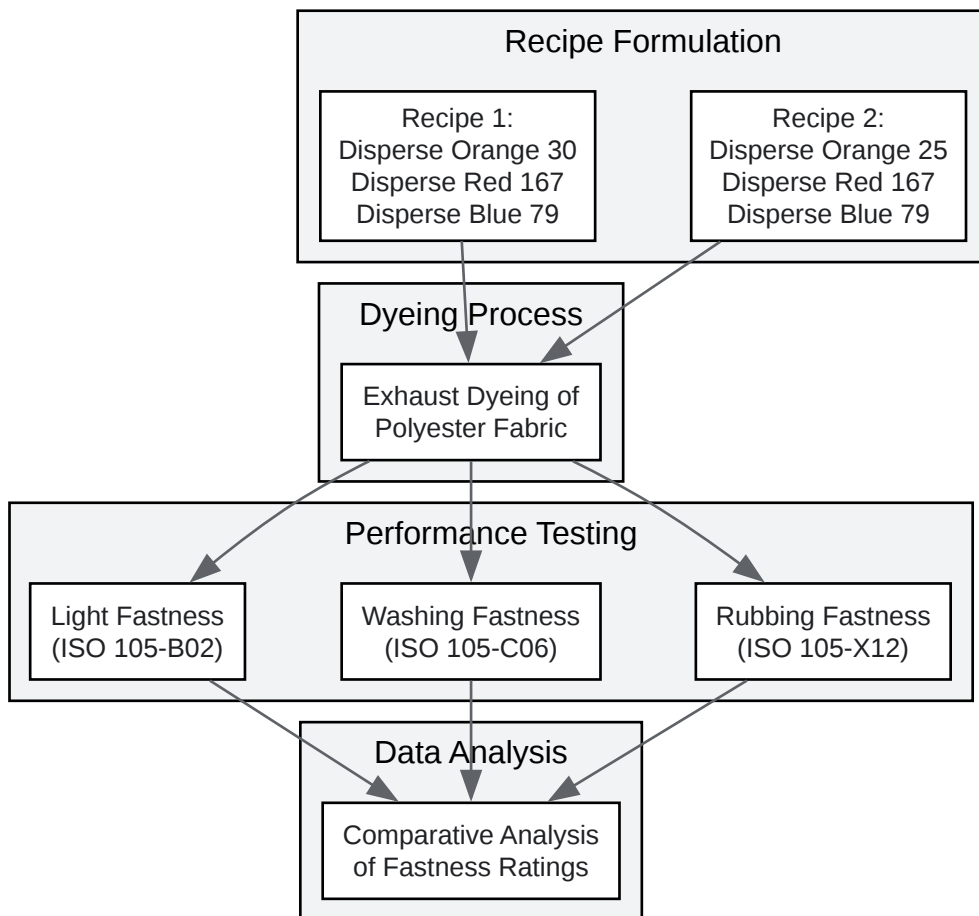 Recipe Formulation
Recipe 1:
Disperse Orange 30
Disperse Red 167
Disperse Blue 79
Recipe 2:
Disperse Orange 25
Disperse Red 167
Disperse Blue 79
Dyeing Process
Exhaust Dyeing of
Polyester Fabric
Performance Testing
Light Fastness
(ISO 105-B02)
Washing Fastness
(ISO 105-C06)
Rubbing Fastness
(ISO 105-X12)
Data Analysis
Comparative Analysis
of Fastness Ratings